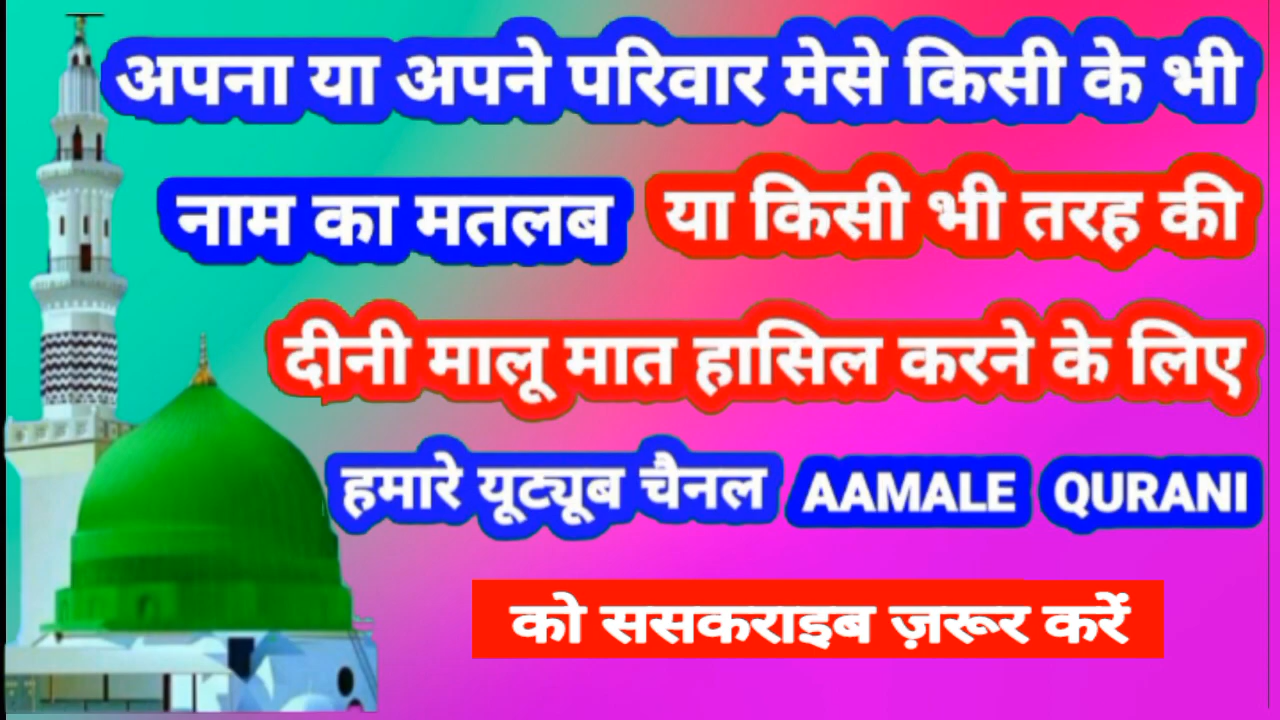 अपना या अपने परिवार मेसे किसी के भी
नाम का मतलब या किसी भी तरह की
दीनी मालू मात हासिल करने के लिए
हमारे यूट्यूब चैनल AAMALE QURANI
को ससकराइब ज़रूर करें